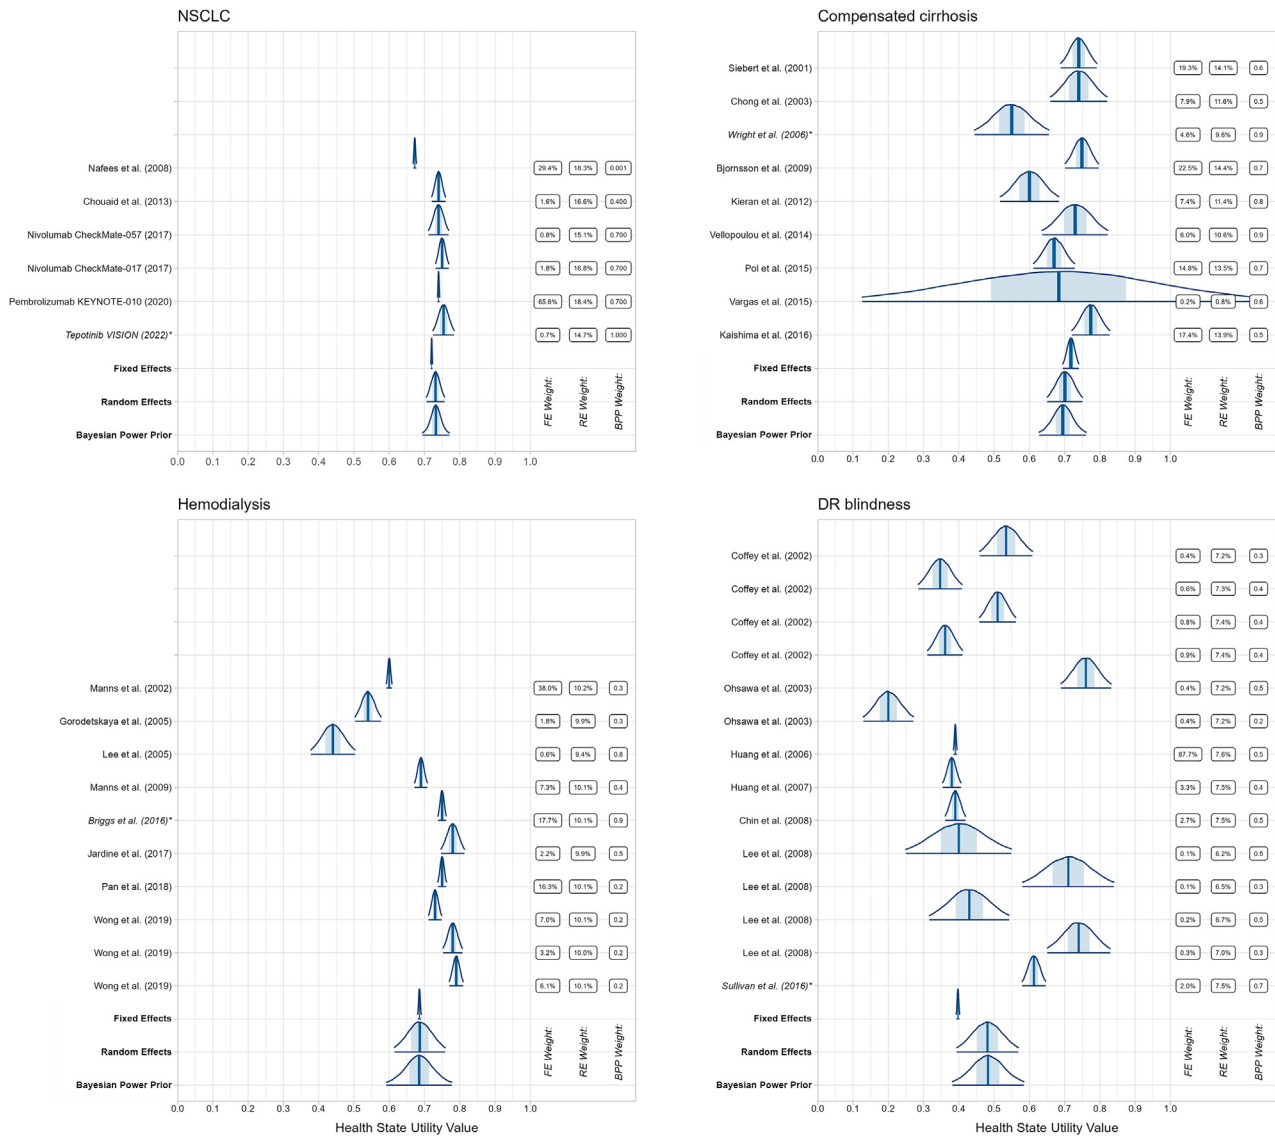 NSCLC
Nafees et al. (2008) 29.4% 18.3% 0.001
Chouaid et al. (2013) 1.6% 16.6% 0.400
Nivolumab CheckMate-057 (2017) 0.8% 15.1% 0.700
Nivolumab CheckMate-017 (2017) 1.8% 16.8% 0.700
Pembrolizumab KEYNOTE-010 (2020) 65.6% 18.4% 0.700
Tepotinib VISION (2022)* 0.7% 14.7% 1.000
Fixed Effects
Random Effects
Bayesian Power Prior
FE Weight:
RE Weight:
BPP Weight:
0.0 0.1 0.2 0.3 0.4 0.5 0.6 0.7 0.8 0.9 1.0
Compensated cirrhosis
Siebert et al. (2001) 19.3% 14.1% 0.6
Chong et al. (2003) 7.9% 11.6% 0.5
Wright et al. (2006)* 4.6% 9.6% 0.9
Bjornsson et al. (2009) 22.5% 14.4% 0.7
Kieran et al. (2012) 7.4% 11.4% 0.8
Vellopoulou et al. (2014) 6.0% 10.6% 0.9
Pol et al. (2015) 14.8% 13.5% 0.7
Vargas et al. (2015) 0.2% 0.8% 0.6
Kaishima et al. (2016) 17.4% 13.9% 0.5
Fixed Effects
Random Effects
Bayesian Power Prior
FE Weight:
RE Weight:
BPP Weight:
0.0 0.1 0.2 0.3 0.4 0.5 0.6 0.7 0.8 0.9 1.0
Hemodialysis
Manns et al. (2002) 38.0% 10.2% 0.3
Gorodetskaya et al. (2005) 1.8% 9.9% 0.3
Lee et al. (2005) 0.6% 9.4% 0.8
Manns et al. (2009) 7.3% 10.1% 0.4
Briggs et al. (2016)* 17.7% 10.1% 0.9
Jardine et al. (2017) 2.2% 9.9% 0.5
Pan et al. (2018) 16.3% 10.1% 0.2
Wong et al. (2019) 7.0% 10.1% 0.2
Wong et al. (2019) 3.2% 10.0% 0.2
Wong et al. (2019) 6.1% 10.1% 0.2
Fixed Effects
Random Effects
Bayesian Power Prior
FE Weight:
RE Weight:
BPP Weight:
0.0 0.1 0.2 0.3 0.4 0.5 0.6 0.7 0.8 0.9 1.0
Health State Utility Value
DR blindness
Coffey et al. (2002) 0.4% 7.2% 0.3
Coffey et al. (2002) 0.6% 7.3% 0.4
Coffey et al. (2002) 0.8% 7.4% 0.4
Coffey et al. (2002) 0.9% 7.4% 0.4
Ohsawa et al. (2003) 0.4% 7.2% 0.5
Ohsawa et al. (2003) 0.4% 7.2% 0.2
Huang et al. (2006) 87.7% 7.6% 0.5
Huang et al. (2007) 3.3% 7.5% 0.4
Chin et al. (2008) 2.7% 7.5% 0.5
Lee et al. (2008) 0.1% 6.2% 0.5
Lee et al. (2008) 0.1% 6.5% 0.3
Lee et al. (2008) 0.2% 6.7% 0.5
Lee et al. (2008) 0.3% 7.0% 0.3
Sullivan et al. (2016)* 2.0% 7.5% 0.7
Fixed Effects
Random Effects
Bayesian Power Prior
FE Weight:
RE Weight:
BPP Weight:
0.0 0.1 0.2 0.3 0.4 0.5 0.6 0.7 0.8 0.9 1.0
Health State Utility Value